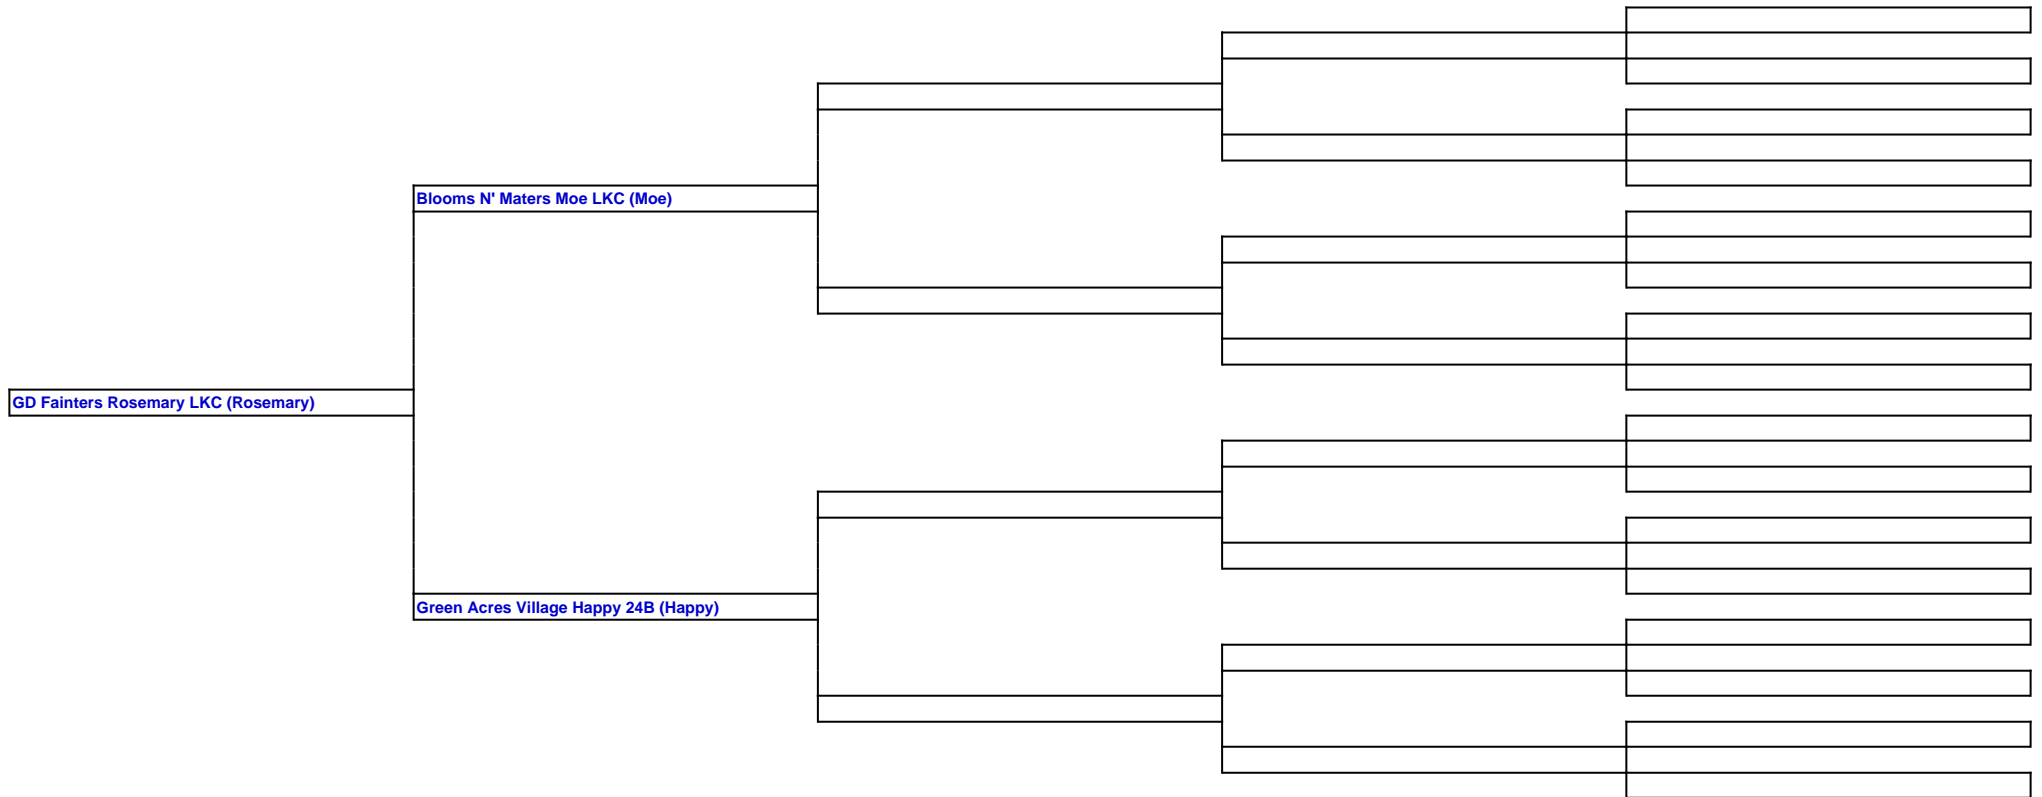 Blooms N' Maters Moe LKC (Moe)
GD Fainters Rosemary LKC (Rosemary)
Green Acres Village Happy 24B (Happy)